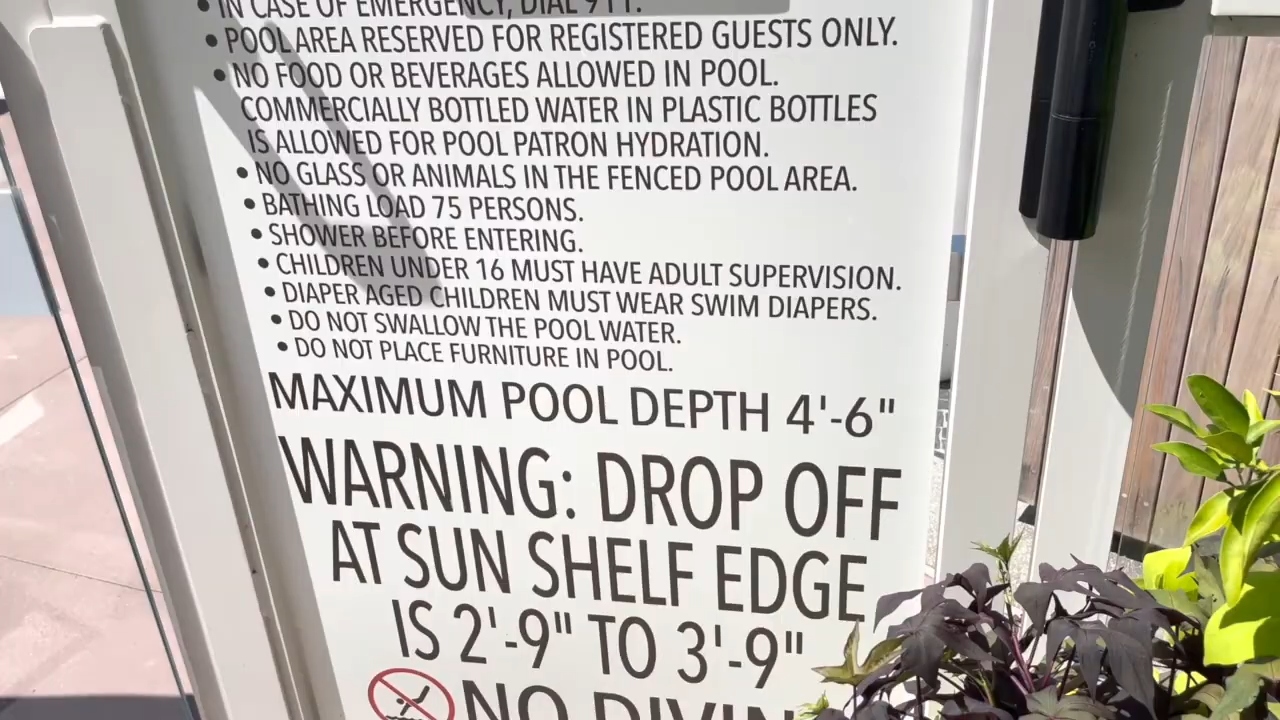 • IN CASE OF EMERGENCY, DIAL 911.
• POOL AREA RESERVED FOR REGISTERED GUESTS ONLY.
• NO FOOD OR BEVERAGES ALLOWED IN POOL.
COMMERCIALLY BOTTLED WATER IN PLASTIC BOTTLES
IS ALLOWED FOR POOL PATRON HYDRATION.
• NO GLASS OR ANIMALS IN THE FENCED POOL AREA.
• BATHING LOAD 75 PERSONS.
• SHOWER BEFORE ENTERING.
• CHILDREN UNDER 16 MUST HAVE ADULT SUPERVISION.
• DIAPER AGED CHILDREN MUST WEAR SWIM DIAPERS.
• DO NOT SWALLOW THE POOL WATER.
• DO NOT PLACE FURNITURE IN POOL.
MAXIMUM POOL DEPTH 4'-6"
WARNING: DROP OFF
AT SUN SHELF EDGE
IS 2'-9" TO 3'-9"
NO DIVIN